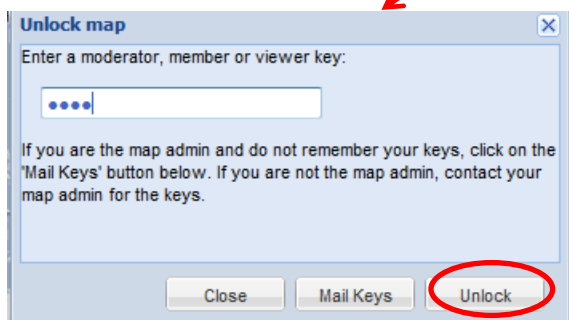 Unlock map
Enter a moderator, member or viewer key:
••••
If you are the map admin and do not remember your keys, click on the
'Mail Keys' button below. If you are not the map admin, contact your
map admin for the keys.
Close Mail Keys Unlock